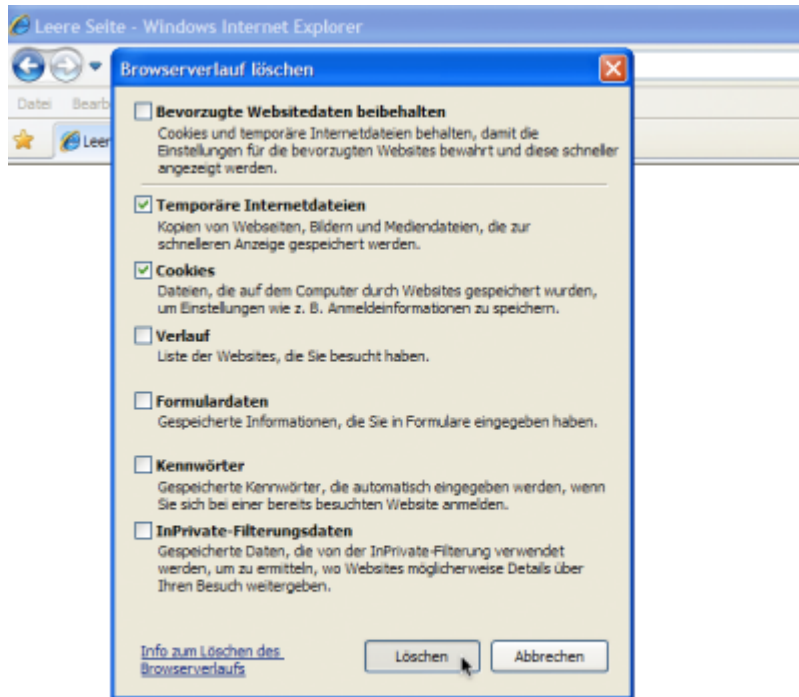 Leere Seite - Windows Internet Explorer
Browserverlauf löschen
Datei Bearb
Leer
Bevorzugte Websitedaten beibehalten
Cookies und temporäre Internetdateien behalten, damit die
Einstellungen für die bevorzugten Websites bewahrt und diese schneller
angezeigt werden.
Temporäre Internetdateien
Kopien von Webseiten, Bildern und Mediendateien, die zur
schnelleren Anzeige gespeichert werden.
Cookies
Dateien, die auf dem Computer durch Websites gespeichert wurden,
um Einstellungen wie z. B. Anmeldeinformationen zu speichern.
Verlauf
Liste der Websites, die Sie besucht haben.
Formulardaten
Gespeicherte Informationen, die Sie in Formulare eingegeben haben.
Kennwörter
Gespeicherte Kennwörter, die automatisch eingegeben werden, wenn
Sie sich bei einer bereits besuchten Website anmelden.
InPrivate-Filterungsdaten
Gespeicherte Daten, die von der InPrivate-Filterung verwendet
werden, um zu ermitteln, wo Websites möglicherweise Details über
Ihren Besuch weitergeben.
Info zum Löschen des
Browserverlaufs
Löschen
Abbrechen